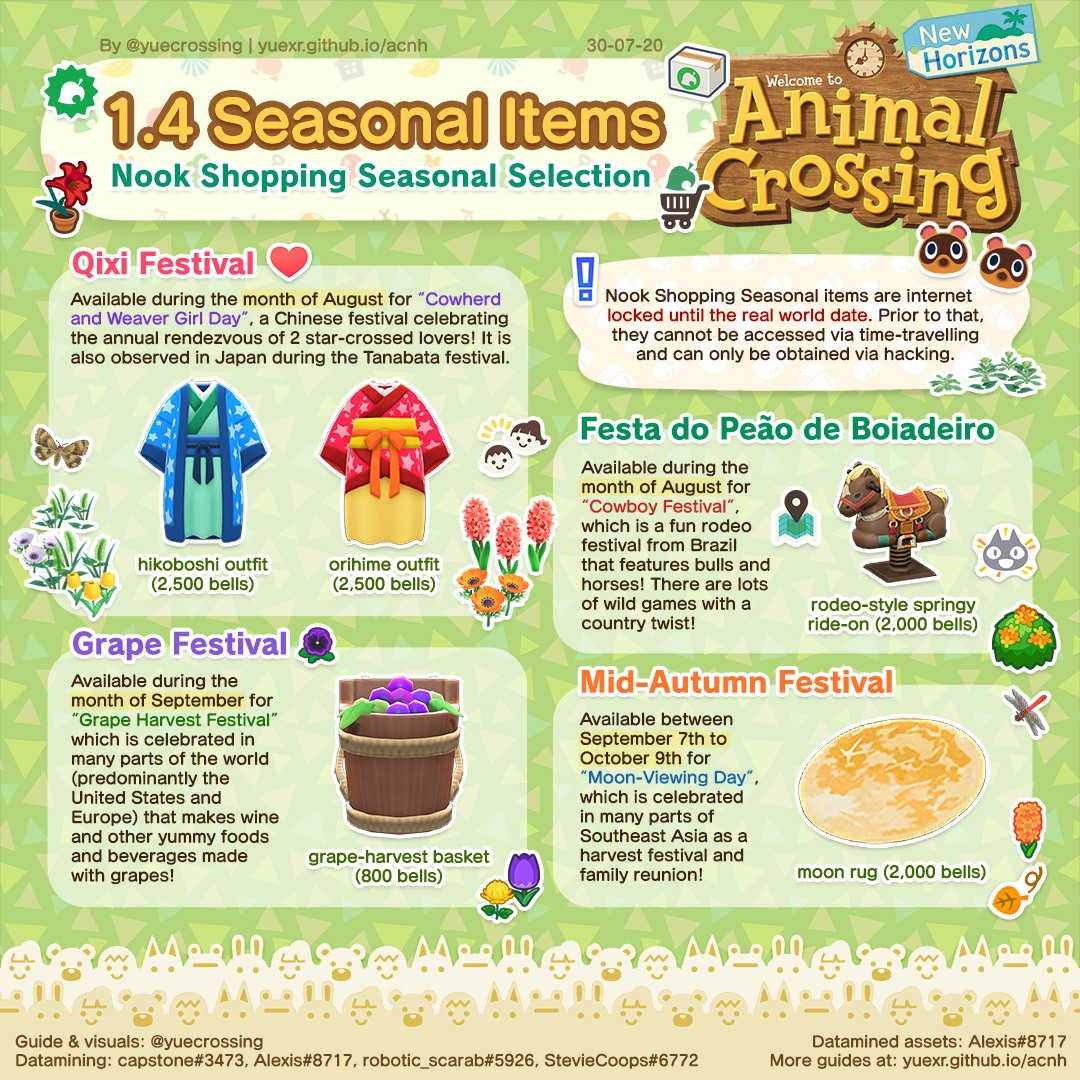 By @yuecrossing | yuexr.github.io/acnh
30-07-20
New
Horizons
Welcome to
Animal
Crossing
1.4 Seasonal Items
Nook Shopping Seasonal Selection
Qixi Festival
Available during the month of August for “Cowherd
and Weaver Girl Day”, a Chinese festival celebrating
the annual rendezvous of 2 star-crossed lovers! It is
also observed in Japan during the Tanabata festival.
hikoboshi outfit
(2,500 bells)
orihime outfit
(2,500 bells)
!
Nook Shopping Seasonal items are internet
locked until the real world date. Prior to that,
they cannot be accessed via time-travelling
and can only be obtained via hacking.
Festa do Peão de Boiadeiro
Available during the
month of August for
“Cowboy Festival”,
which is a fun rodeo
festival from Brazil
that features bulls and
horses! There are lots
of wild games with a
country twist!
rodeo-style springy
ride-on (2,000 bells)
Grape Festival
Available during the
month of September for
“Grape Harvest Festival”
which is celebrated in
many parts of the world
(predominantly the
United States and
Europe) that makes wine
and other yummy foods
and beverages made
with grapes!
grape-harvest basket
(800 bells)
Mid-Autumn Festival
Available between
September 7th to
October 9th for
“Moon-Viewing Day”,
which is celebrated
in many parts of
Southeast Asia as a
harvest festival and
family reunion!
moon rug (2,000 bells)
Guide & visuals: @yuecrossing
Datamining: capstone#3473, Alexis#8717, robotic_scarab#5926, StevieCoops#6772
Datamined assets: Alexis#8717
More guides at: yuexr.github.io/acnh